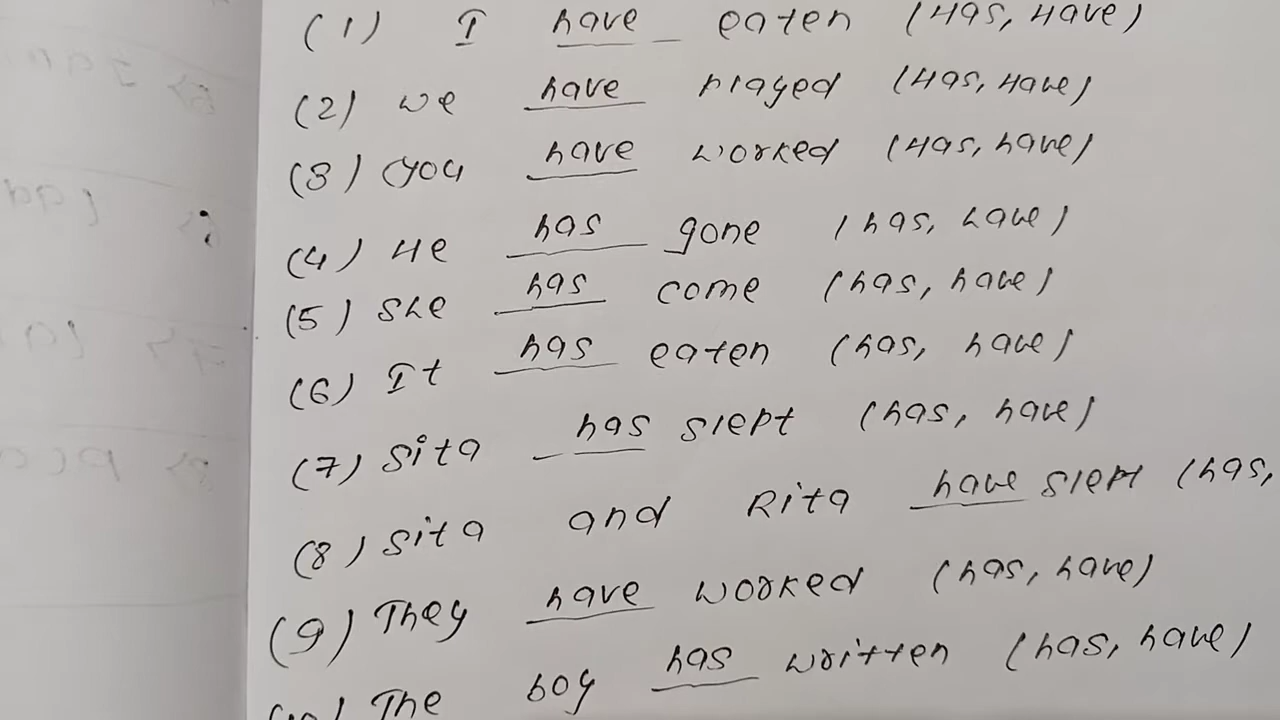 (1) I have eaten (Has, Have)
(2) we have played (Has, Have)
(3) you have worked (Has, have)
(4) He has gone (has, have)
(5) She has come (has, have)
(6) It has eaten (has, have)
(7) Sita has slept (has, have)
(8) Sita and Rita have slept (has,
(9) They have worked (has, have)
(10) The boy has written (has, have)